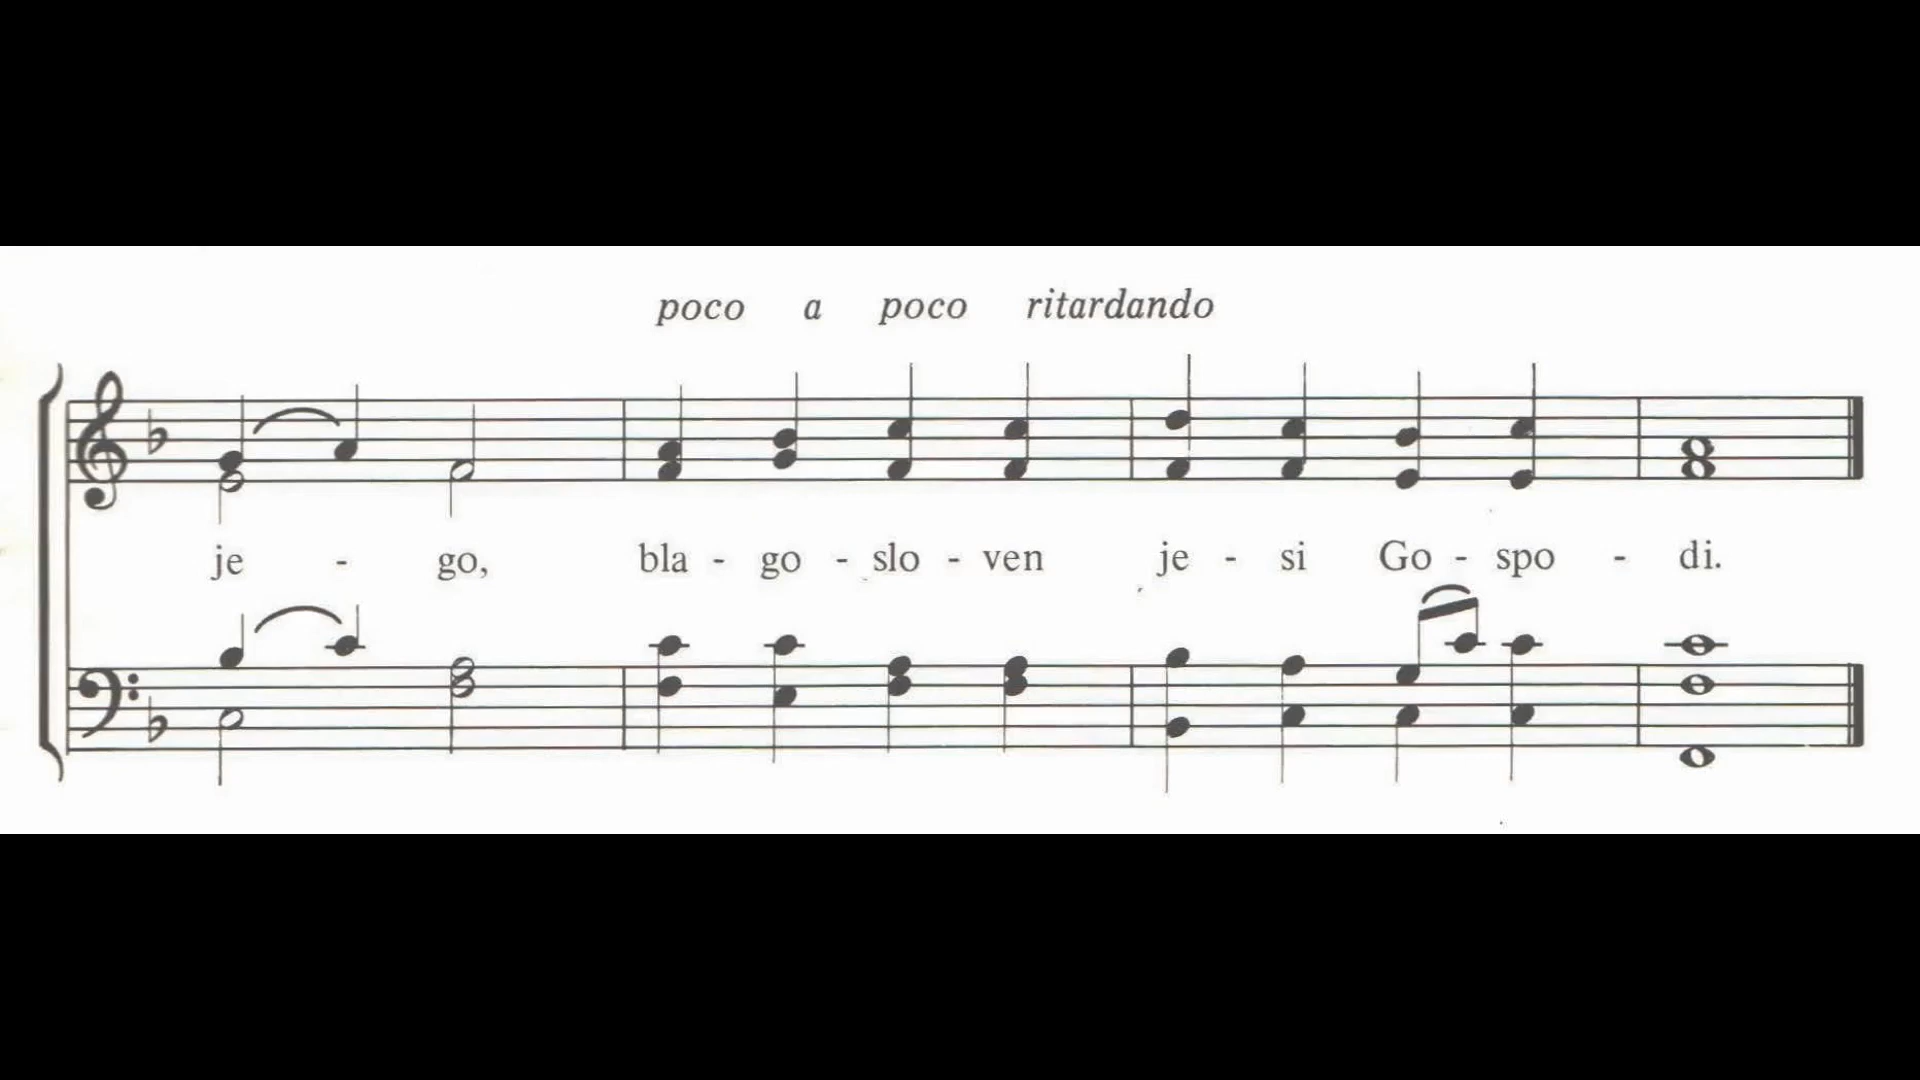 poco a poco ritardando
je - go, bla - go - slo - ven je - si Go - spo - di.